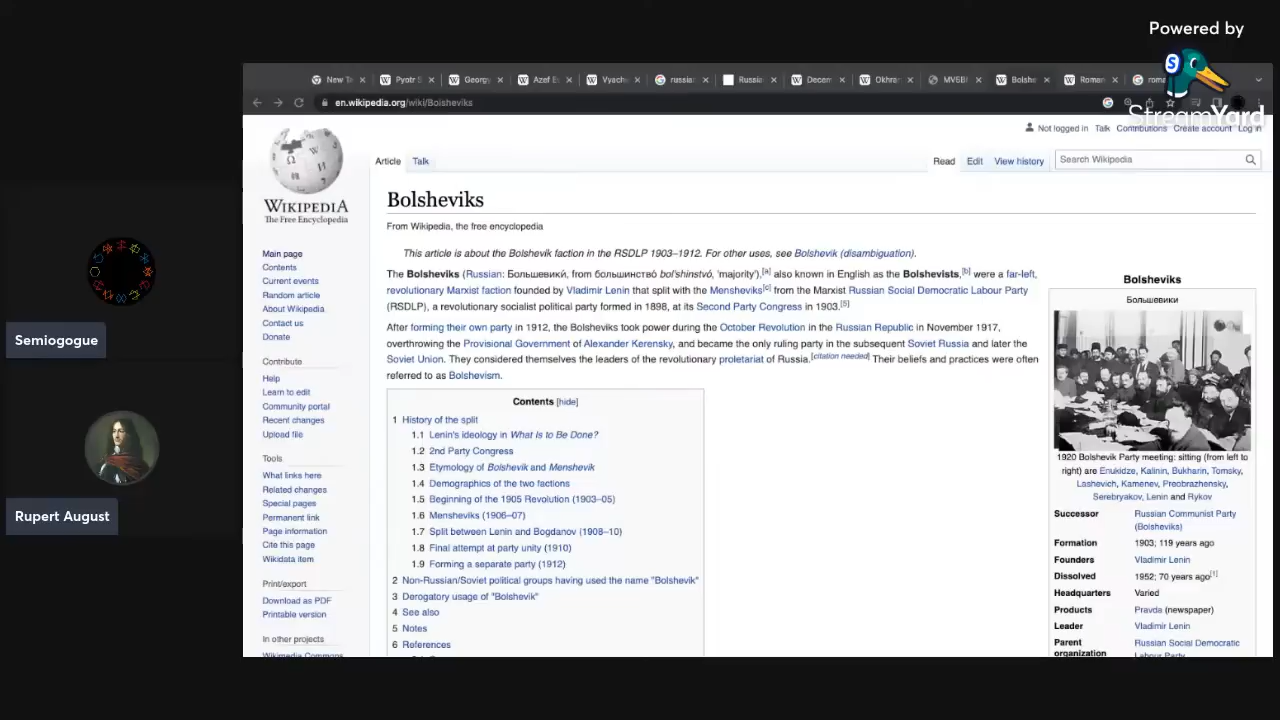 Powered by
StreamYard
New Ta
Pyotr S
Georgy
Azef E
Vyache
russian
Russia
Decem
Okhra
MV5BI
Bolshe
Roman
roma
en.wikipedia.org/wiki/Bolsheviks
Not logged in Talk Contributions Create account Log in
Article Talk
Read Edit View history Search Wikipedia
WIKIPEDIA
The Free Encyclopedia
Main page
Contents
Current events
Random article
About Wikipedia
Contact us
Donate
Contribute
Help
Learn to edit
Community portal
Recent changes
Upload file
Tools
What links here
Related changes
Special pages
Permanent link
Page information
Cite this page
Wikidata item
Print/export
Download as PDF
Printable version
In other projects
Wikimedia Commons
Bolsheviks
From Wikipedia, the free encyclopedia
This article is about the Bolshevik faction in the RSDLP 1903–1912. For other uses, see Bolshevik (disambiguation).
The Bolsheviks (Russian: Большевики́, from большинство́ bol'shinstvó, 'majority'),[a] also known in English as the Bolshevists,[b] were a far-left,
revolutionary Marxist faction founded by Vladimir Lenin that split with the Mensheviks[c] from the Marxist Russian Social Democratic Labour Party
(RSDLP), a revolutionary socialist political party formed in 1898, at its Second Party Congress in 1903.[5]
After forming their own party in 1912, the Bolsheviks took power during the October Revolution in the Russian Republic in November 1917,
overthrowing the Provisional Government of Alexander Kerensky, and became the only ruling party in the subsequent Soviet Russia and later the
Soviet Union. They considered themselves the leaders of the revolutionary proletariat of Russia.[citation needed] Their beliefs and practices were often
referred to as Bolshevism.
Contents [hide]
1 History of the split
1.1 Lenin's ideology in What Is to Be Done?
1.2 2nd Party Congress
1.3 Etymology of Bolshevik and Menshevik
1.4 Demographics of the two factions
1.5 Beginning of the 1905 Revolution (1903–05)
1.6 Mensheviks (1906–07)
1.7 Split between Lenin and Bogdanov (1908–10)
1.8 Final attempt at party unity (1910)
1.9 Forming a separate party (1912)
2 Non-Russian/Soviet political groups having used the name "Bolshevik"
3 Derogatory usage of "Bolshevik"
4 See also
5 Notes
6 References
Bolsheviks
Большевики
1920 Bolshevik Party meeting: sitting (from left to
right) are Enukidze, Kalinin, Bukharin, Tomsky,
Lashevich, Kamenev, Preobrazhensky,
Serebryakov, Lenin and Rykov
Successor Russian Communist Party
(Bolsheviks)
Formation 1903; 119 years ago
Founders Vladimir Lenin
Dissolved 1952; 70 years ago[1]
Headquarters Varied
Products Pravda (newspaper)
Leader Vladimir Lenin
Parent Russian Social Democratic
organization Labour Party
Semiogogue
Rupert August